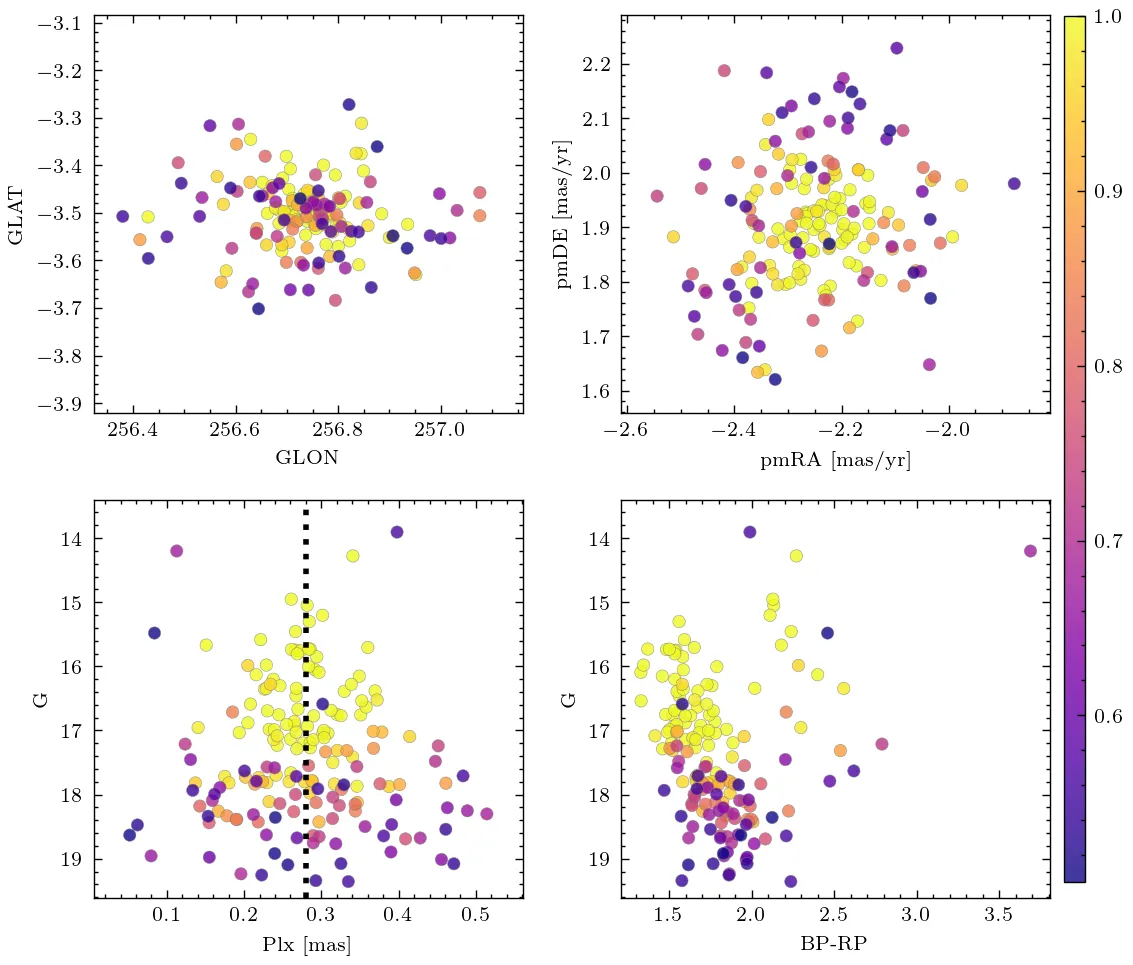 −3.1
−3.2
−3.3
−3.4
−3.5
−3.6
−3.7
−3.8
−3.9
GLAT
256.4 256.6 256.8 257.0
GLON
2.2
2.1
2.0
1.9
1.8
1.7
1.6
pmDE [mas/yr]
−2.6 −2.4 −2.2 −2.0
pmRA [mas/yr]
1.0
0.9
0.8
0.7
0.6
14
15
16
17
18
19
G
0.1 0.2 0.3 0.4 0.5
Plx [mas]
14
15
16
17
18
19
G
1.5 2.0 2.5 3.0 3.5
BP-RP